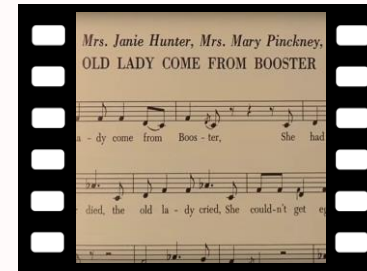 Mrs. Janie Hunter, Mrs. Mary Pinckney,
OLD LADY COME FROM BOOSTER
a - dy come from Boos - ter, She had
died, the old la - dy cried, She could-n't get